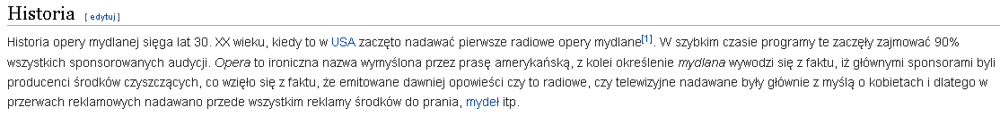 Historia [ edytuj ]
Historia opery mydlanej sięga lat 30. XX wieku, kiedy to w USA zaczęto nadawać pierwsze radiowe opery mydlane[1]. W szybkim czasie programy te zaczęły zajmować 90%
wszystkich sponsorowanych audycji. Opera to ironiczna nazwa wymyślona przez prasę amerykańską, z kolei określenie mydlana wywodzi się z faktu, iż głównymi sponsorami byli
producenci środków czyszczących, co wzięło się z faktu, że emitowane dawniej opowieści czy to radiowe, czy telewizyjne nadawane były głównie z myślą o kobietach i dlatego w
przerwach reklamowych nadawano przede wszystkim reklamy środków do prania, mydeł itp.